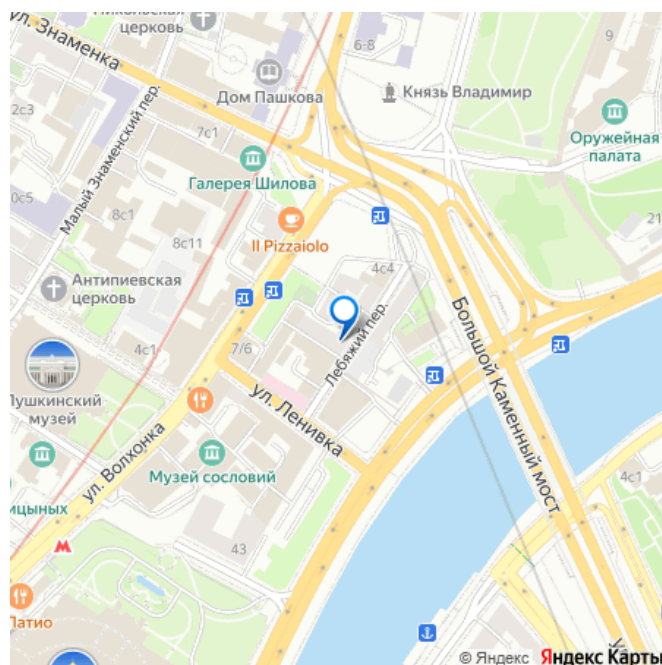 Никольская
церковь
ул. Знаменка
6-8
9
Дом Пашкова
Князь Владимир
2с3
Малый Знаменский пер.
7с1
Оружейная
палата
Галерея Шилова
8с1
21
Il Pizzaiolo
8с11
4с4
Антипиевская
церковь
Большой Каменный мост
4с1
7/6
Лебяжий пер.
Пушкинский
музей
ул. Ленивка
ул. Волхонка
Музей сословий
4с1
43
Патио
© Яндекс Яндекс Карты